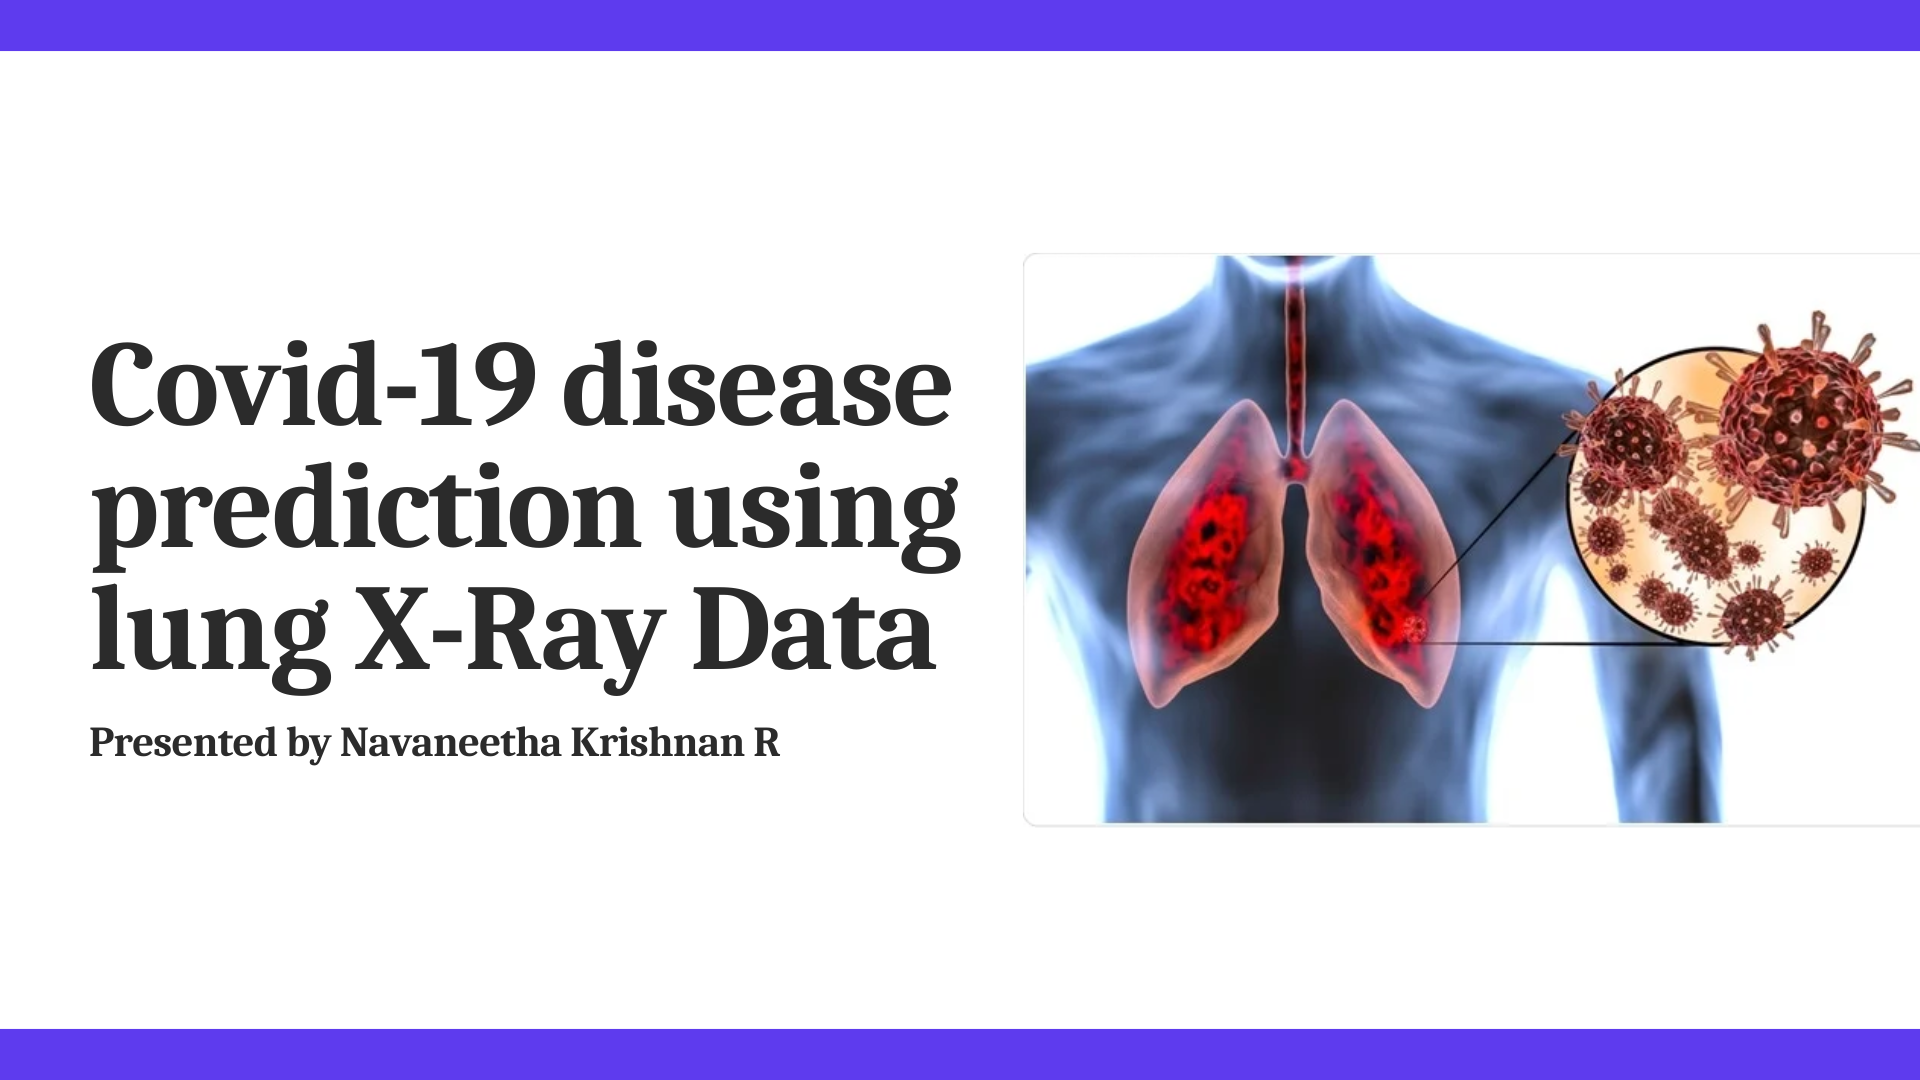 Covid-19 disease
prediction using
lung X-Ray Data
Presented by Navaneetha Krishnan R